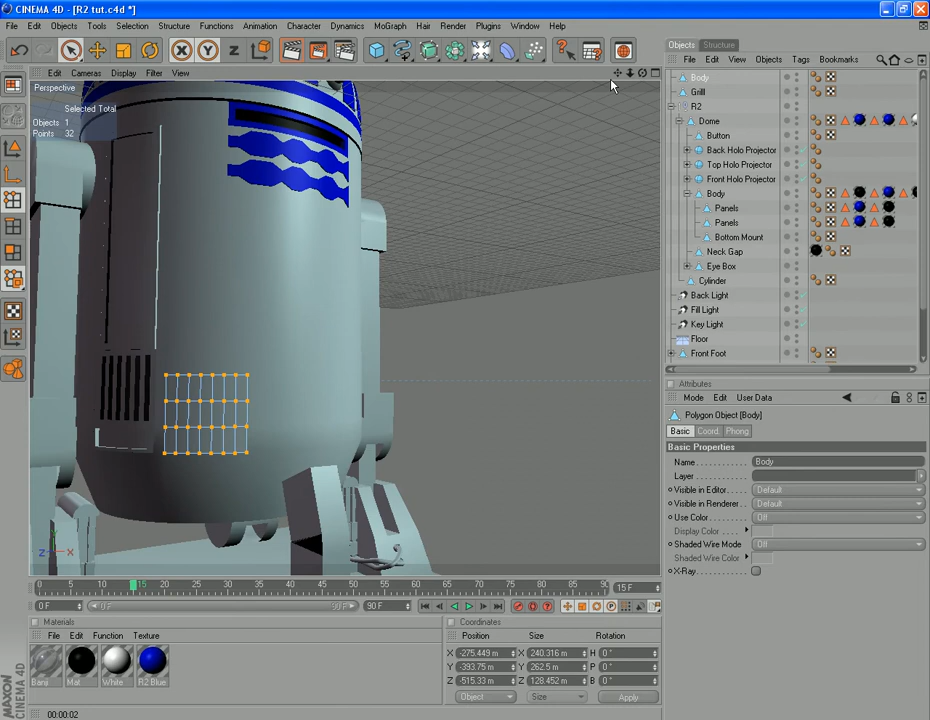 CINEMA 4D - [R2 tut.c4d *]
File Edit Objects Tools Selection Structure Functions Animation Character Dynamics MoGraph Hair Render Plugins Window Help
Edit Cameras Display Filter View
Perspective
Selected Total
Objects 1
Points 32
Objects Structure
File Edit View Objects Tags Bookmarks
Body
Grill
R2
Dome
Button
Back Holo Projector
Top Holo Projector
Front Holo Projector
Body
Panels
Panels
Bottom Mount
Neck Gap
Eye Box
Cylinder
Back Light
Fill Light
Key Light
Floor
Front Foot
Attributes
Mode Edit User Data
Polygon Object [Body]
Basic Coord. Phong
Basic Properties
Name Body
Layer
Visible in Editor Default
Visible in Renderer Default
Use Color Off
Display Color
Shaded Wire Mode Off
Shaded Wire Color
X-Ray
0 5 10 15 20 25 30 35 40 45 50 55 60 65 70 75 80 85 90 15 F
0 F 0 F 90 F 90 F
Materials
File Edit Function Texture
Banji Mat White R2 Blue
Coordinates
Position Size Rotation
X -275.449 m X 240.316 m H 0 °
Y -393.75 m Y 262.5 m P 0 °
Z -515.33 m Z 128.452 m B 0 °
Object Size Apply
MAXON
CINEMA 4D
00:00:02
Z X